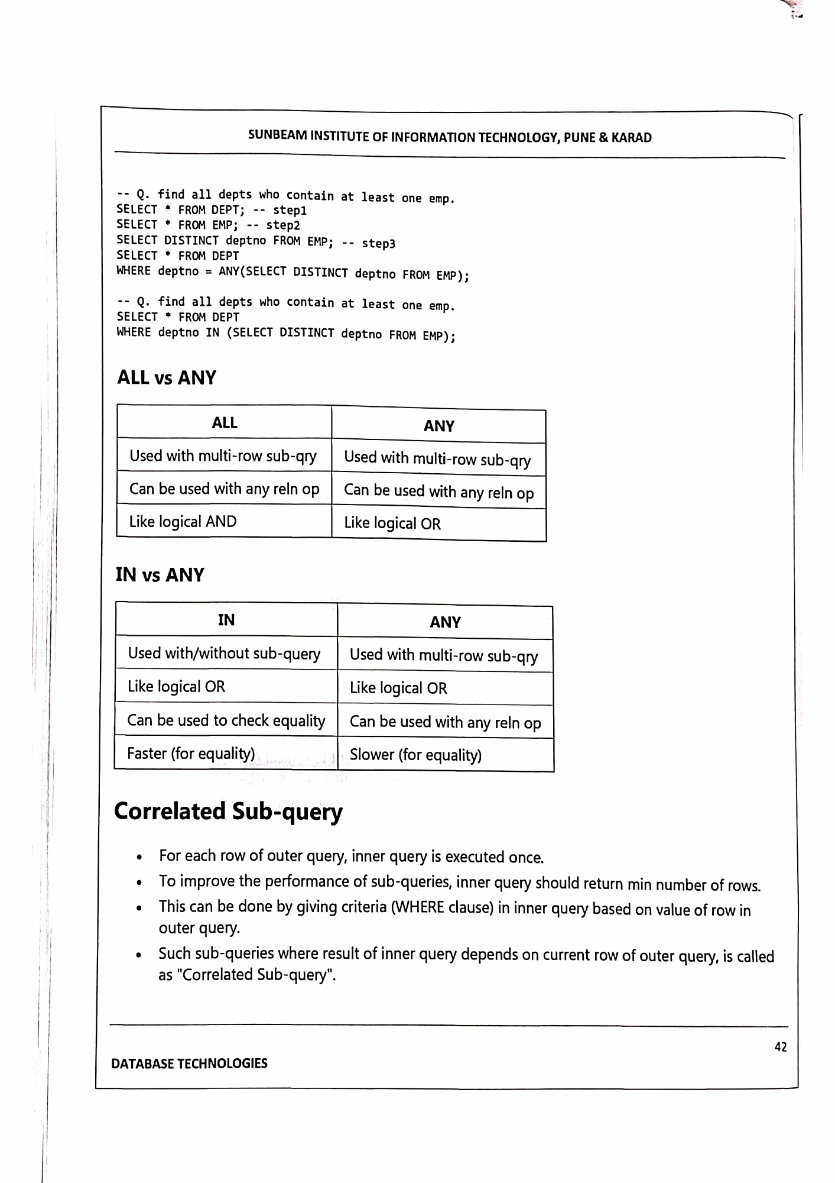 SUNBEAM INSTITUTE OF INFORMATION TECHNOLOGY, PUNE & KARAD
-- Q. find all depts who contain at least one emp.
SELECT * FROM DEPT; -- step1
SELECT * FROM EMP; -- step2
SELECT DISTINCT deptno FROM EMP; -- step3
SELECT * FROM DEPT
WHERE deptno = ANY(SELECT DISTINCT deptno FROM EMP);
-- Q. find all depts who contain at least one emp.
SELECT * FROM DEPT
WHERE deptno IN (SELECT DISTINCT deptno FROM EMP);
ALL vs ANY
ALL ANY
Used with multi-row sub-qry Used with multi-row sub-qry
Can be used with any reln op Can be used with any reln op
Like logical AND Like logical OR
IN vs ANY
IN ANY
Used with/without sub-query Used with multi-row sub-qry
Like logical OR Like logical OR
Can be used to check equality Can be used with any reln op
Faster (for equality) Slower (for equality)
Correlated Sub-query
• For each row of outer query, inner query is executed once.
• To improve the performance of sub-queries, inner query should return min number of rows.
• This can be done by giving criteria (WHERE clause) in inner query based on value of row in
outer query.
• Such sub-queries where result of inner query depends on current row of outer query, is called
as "Correlated Sub-query".
42
DATABASE TECHNOLOGIES